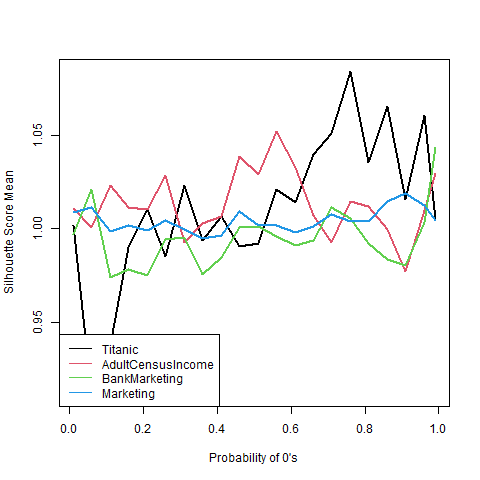 Silhouette Score Mean
1.05
1.00
0.95
Titanic
AdultCensusIncome
BankMarketing
Marketing
0.0 0.2 0.4 0.6 0.8 1.0
Probability of 0's